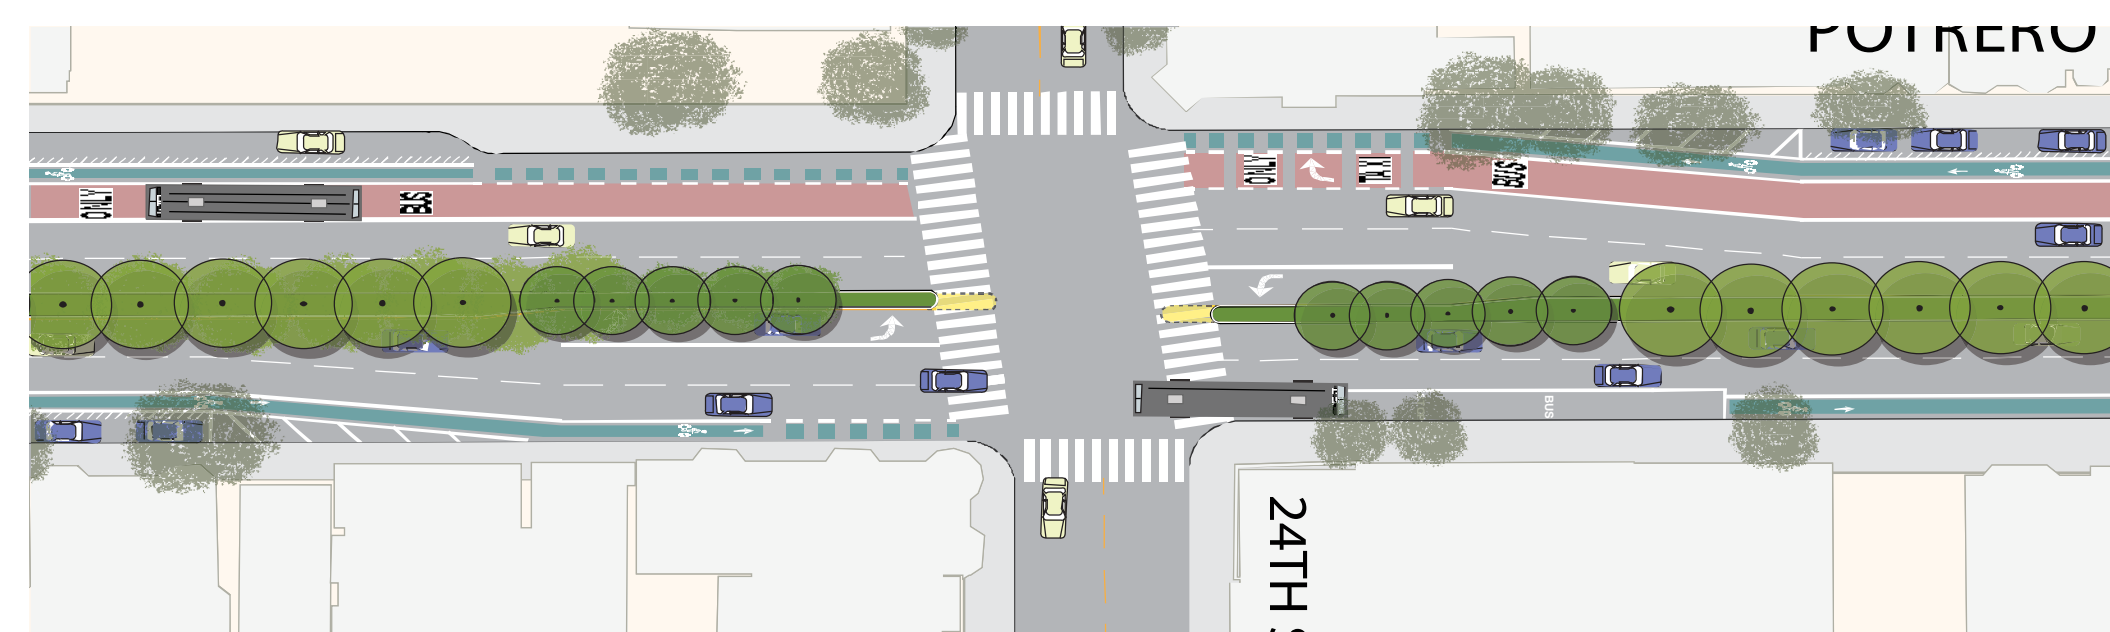 POTRERO
ONLY
TAXI
BUS
ONLY
BUS
BUS
24TH S